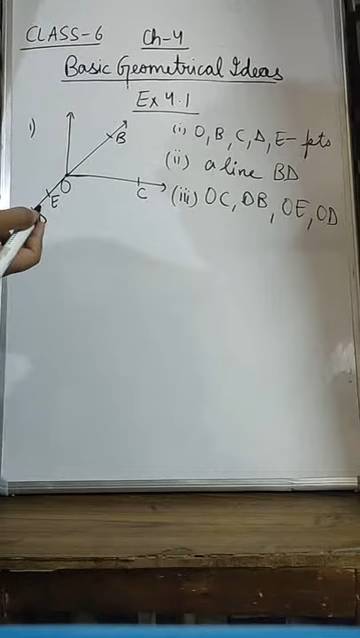 CLASS-6 Ch-4
Basic Geometrical Ideas
Ex 4.1
1)
(i) O, B, C, D, E- pts
(ii) a line BD
(iii) OC, OB, OE, OD
B
O
E
C